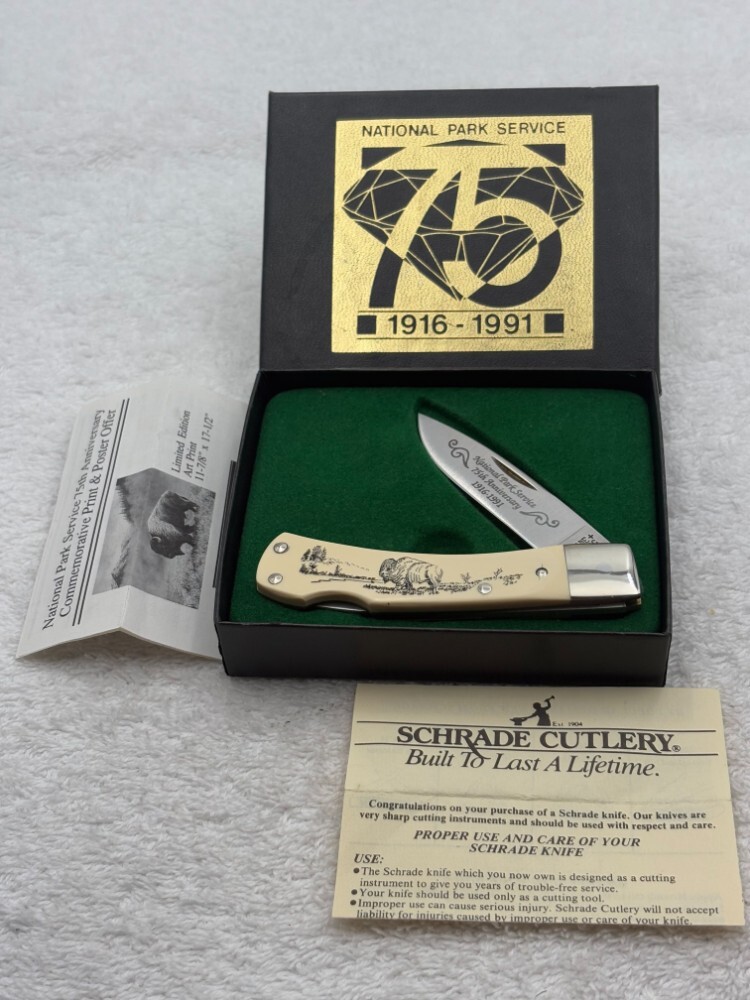 NATIONAL PARK SERVICE
75
1916 - 1991
National Park Service
75th Anniversary
1916-1991
National Park Service 75th Anniversary
Commemorative Print & Poster Offer
Limited Edition
Art Print
11-7/8" x 17-1/2"
Est 1904
SCHRADE CUTLERY®
Built To Last A Lifetime.
Congratulations on your purchase of a Schrade knife. Our knives are
very sharp cutting instruments and should be used with respect and care.
PROPER USE AND CARE OF YOUR
SCHRADE KNIFE
USE:
●The Schrade knife which you now own is designed as a cutting
instrument to give you years of trouble-free service.
●Your knife should be used only as a cutting tool.
●Improper use can cause serious injury. Schrade Cutlery will not accept
liability for injuries caused by improper use or care of your knife.